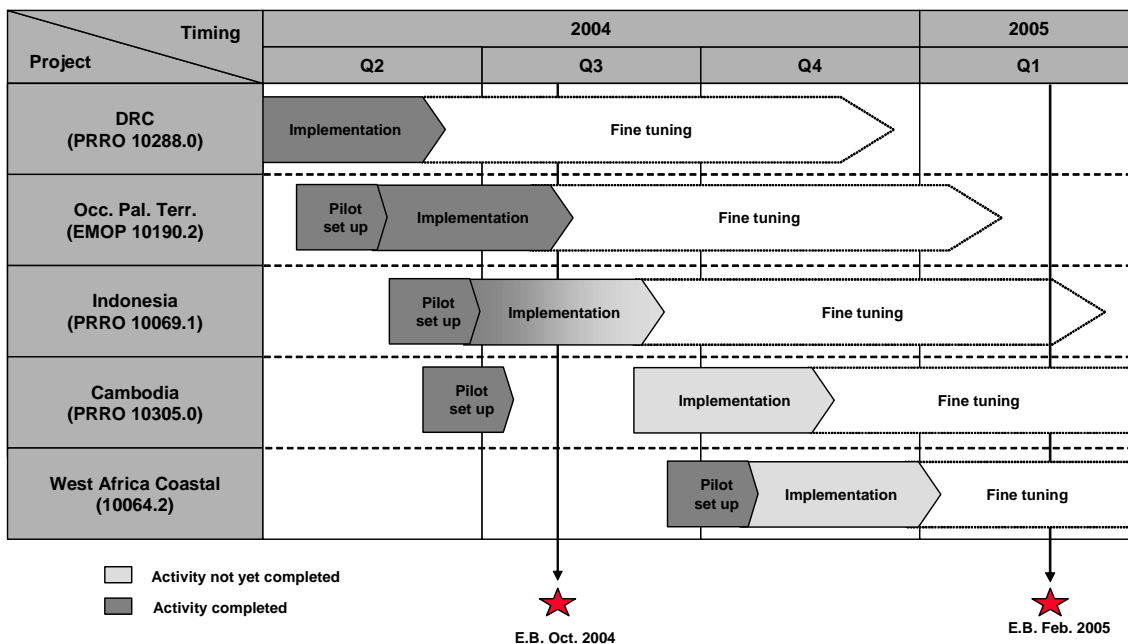 Timing
Project
2004
2005
Q2
Q3
Q4
Q1
DRC
(PRRO 10288.0)
Implementation
Fine tuning
Occ. Pal. Terr.
(EMOP 10190.2)
Pilot
set up
Implementation
Fine tuning
Indonesia
(PRRO 10069.1)
Pilot
set up
Implementation
Fine tuning
Cambodia
(PRRO 10305.0)
Pilot
set up
Implementation
Fine tuning
West Africa Coastal
(10064.2)
Pilot
set up
Implementation
Fine tuning
Activity not yet completed
Activity completed
E.B. Oct. 2004
E.B. Feb. 2005